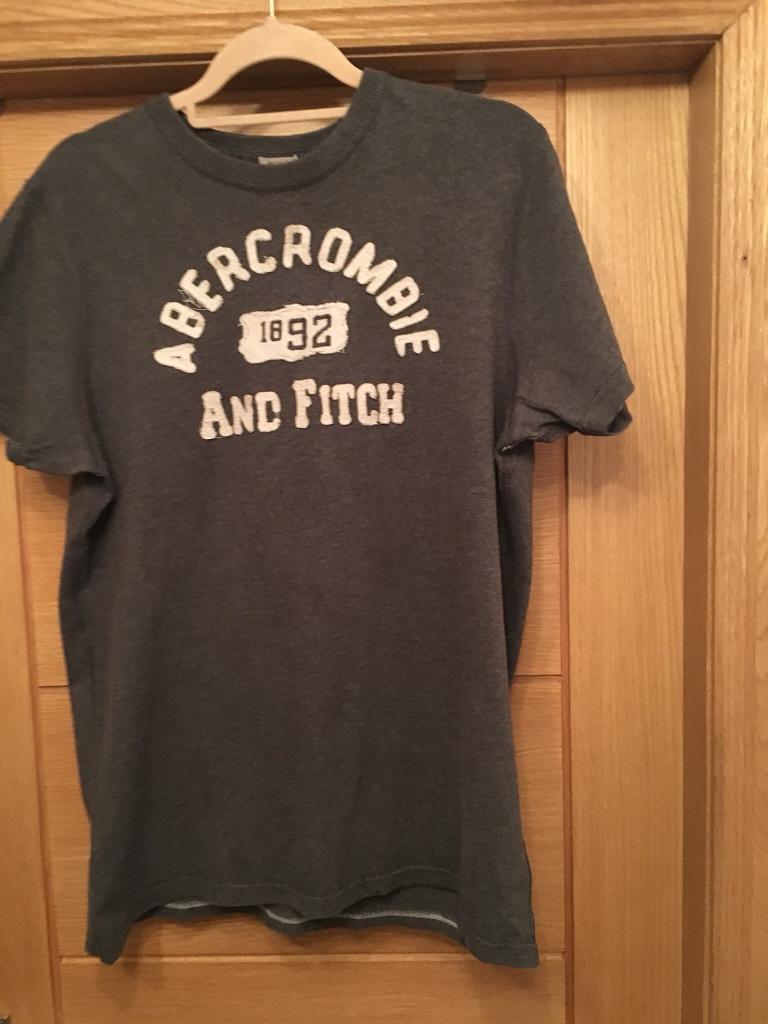 ABERCROMBIE
1892
AND FITCH